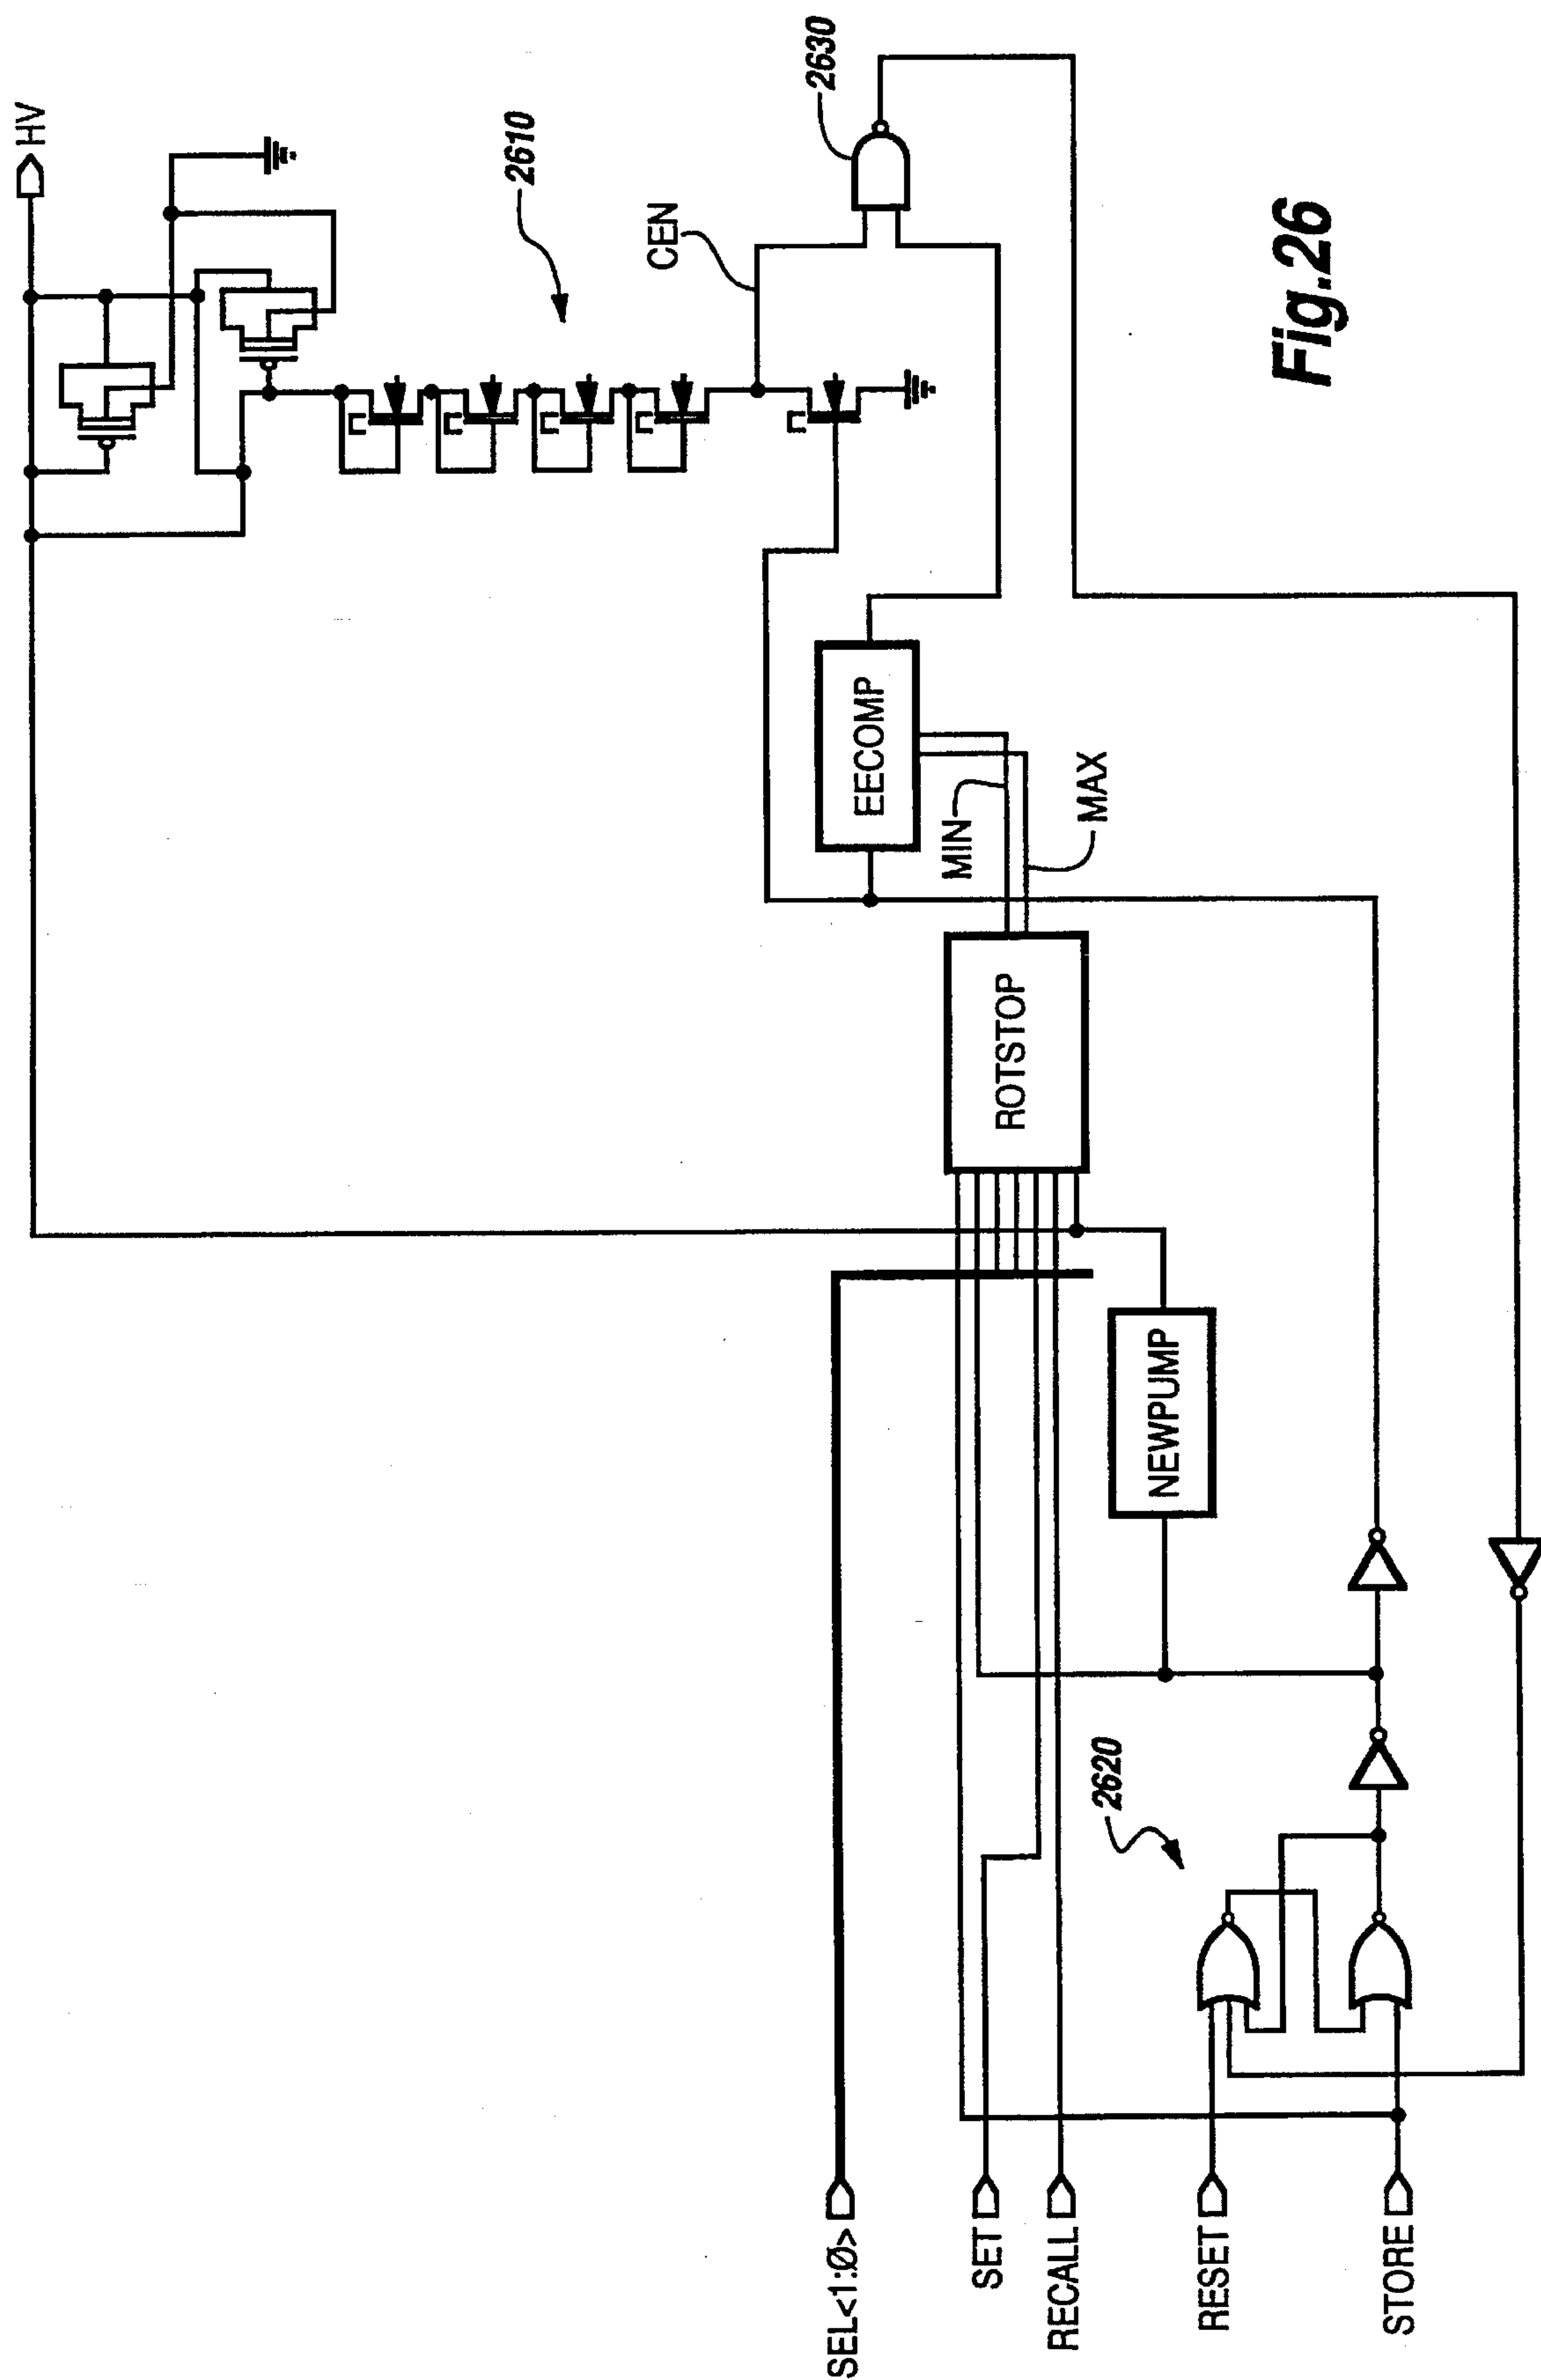 HV
2610
CEN
2630
EECOMP
MIN
MAX
ROTSTOP
NEWPUMP
2620
SEL<1:Ø>
SET
RECALL
RESET
STORE
Fig.26